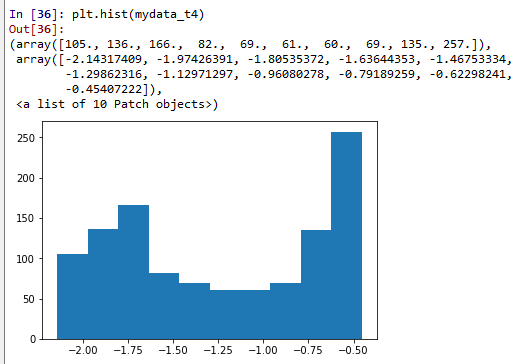 In [36]: plt.hist(mydata_t4)
Out[36]:
(array([105., 136., 166., 82., 69., 61., 60., 69., 135., 257.]),
array([-2.14317409, -1.97426391, -1.80535372, -1.63644353, -1.46753334,
-1.29862316, -1.12971297, -0.96080278, -0.79189259, -0.62298241,
-0.45407222]),
<a list of 10 Patch objects>)
250
200
150
100
50
0
−2.00 −1.75 −1.50 −1.25 −1.00 −0.75 −0.50